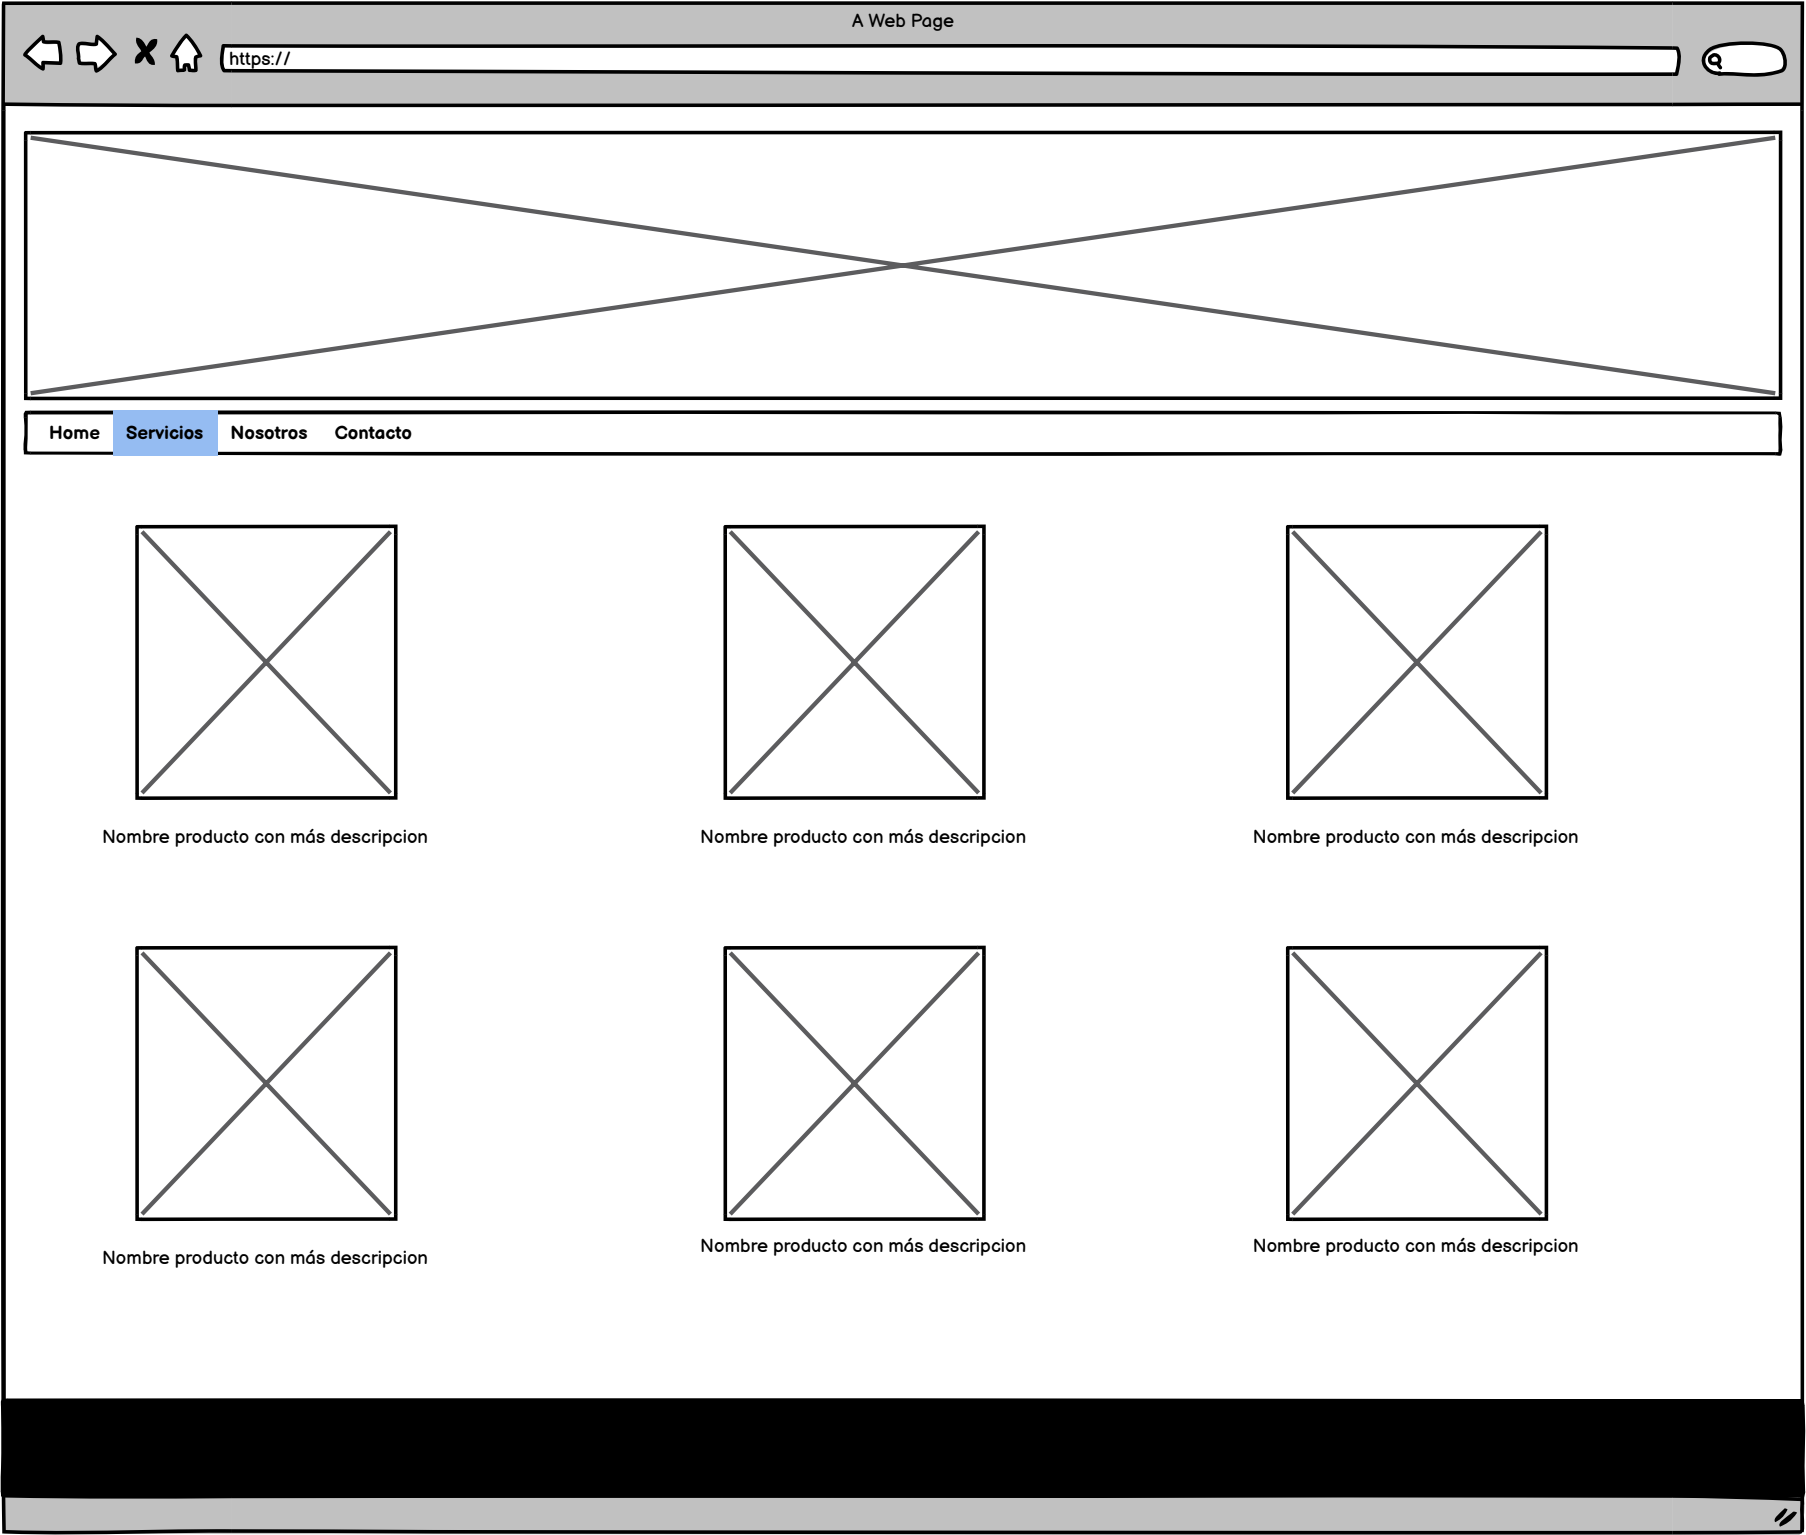 A Web Page
https://
Home Servicios Nosotros Contacto
Nombre producto con más descripcion Nombre producto con más descripcion Nombre producto con más descripcion
Nombre producto con más descripcion Nombre producto con más descripcion Nombre producto con más descripcion